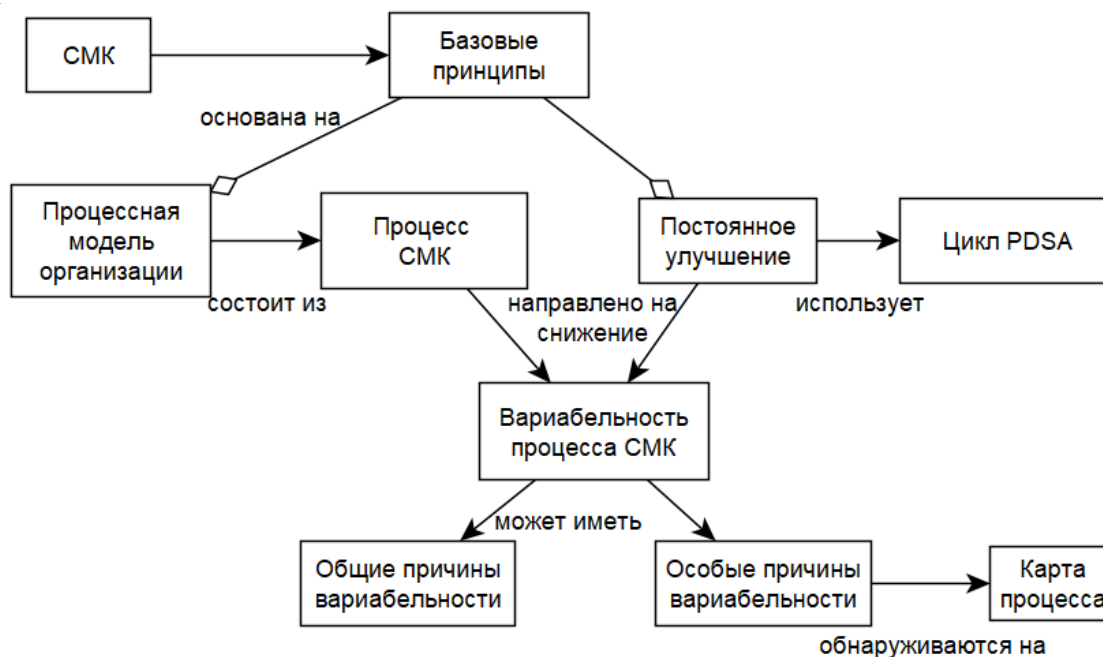 СМК
Базовые
принципы
основана на
Процессная
модель
организации
Процесс
СМК
Постоянное
улучшение
Цикл PDSA
состоит из
направлено на
снижение
использует
Вариабельность
процесса СМК
может иметь
Общие причины
вариабельности
Особые причины
вариабельности
Карта
процесса
обнаруживаются на